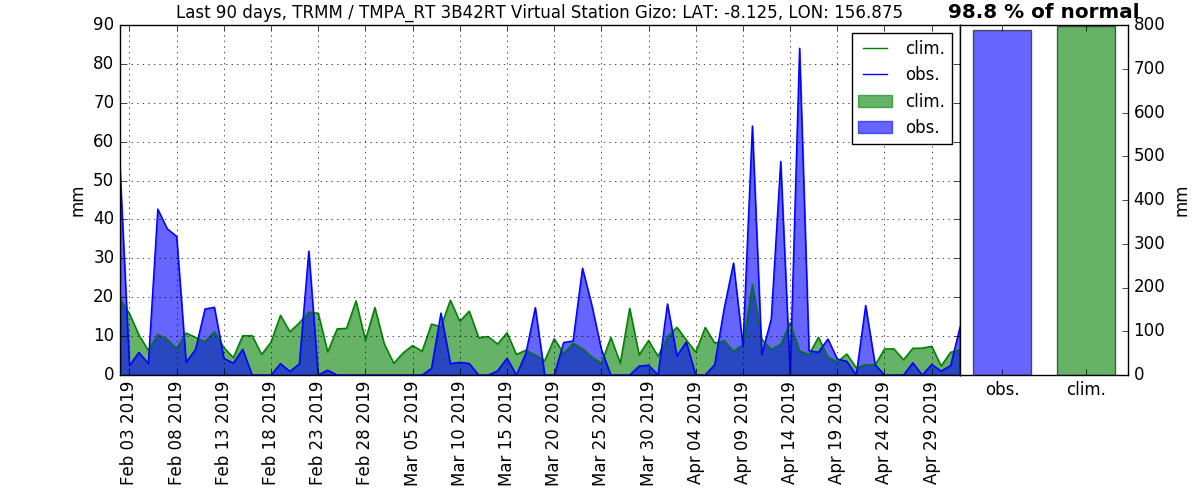 Last 90 days, TRMM / TMPA_RT 3B42RT Virtual Station Gizo: LAT: -8.125, LON: 156.875
98.8 % of normal
90
80
70
60
50
40
30
20
10
0
mm
clim.
obs.
clim.
obs.
Feb 03 2019
Feb 08 2019
Feb 13 2019
Feb 18 2019
Feb 23 2019
Feb 28 2019
Mar 05 2019
Mar 10 2019
Mar 15 2019
Mar 20 2019
Mar 25 2019
Mar 30 2019
Apr 04 2019
Apr 09 2019
Apr 14 2019
Apr 19 2019
Apr 24 2019
Apr 29 2019
800
700
600
500
400
300
200
100
0
mm
obs.
clim.